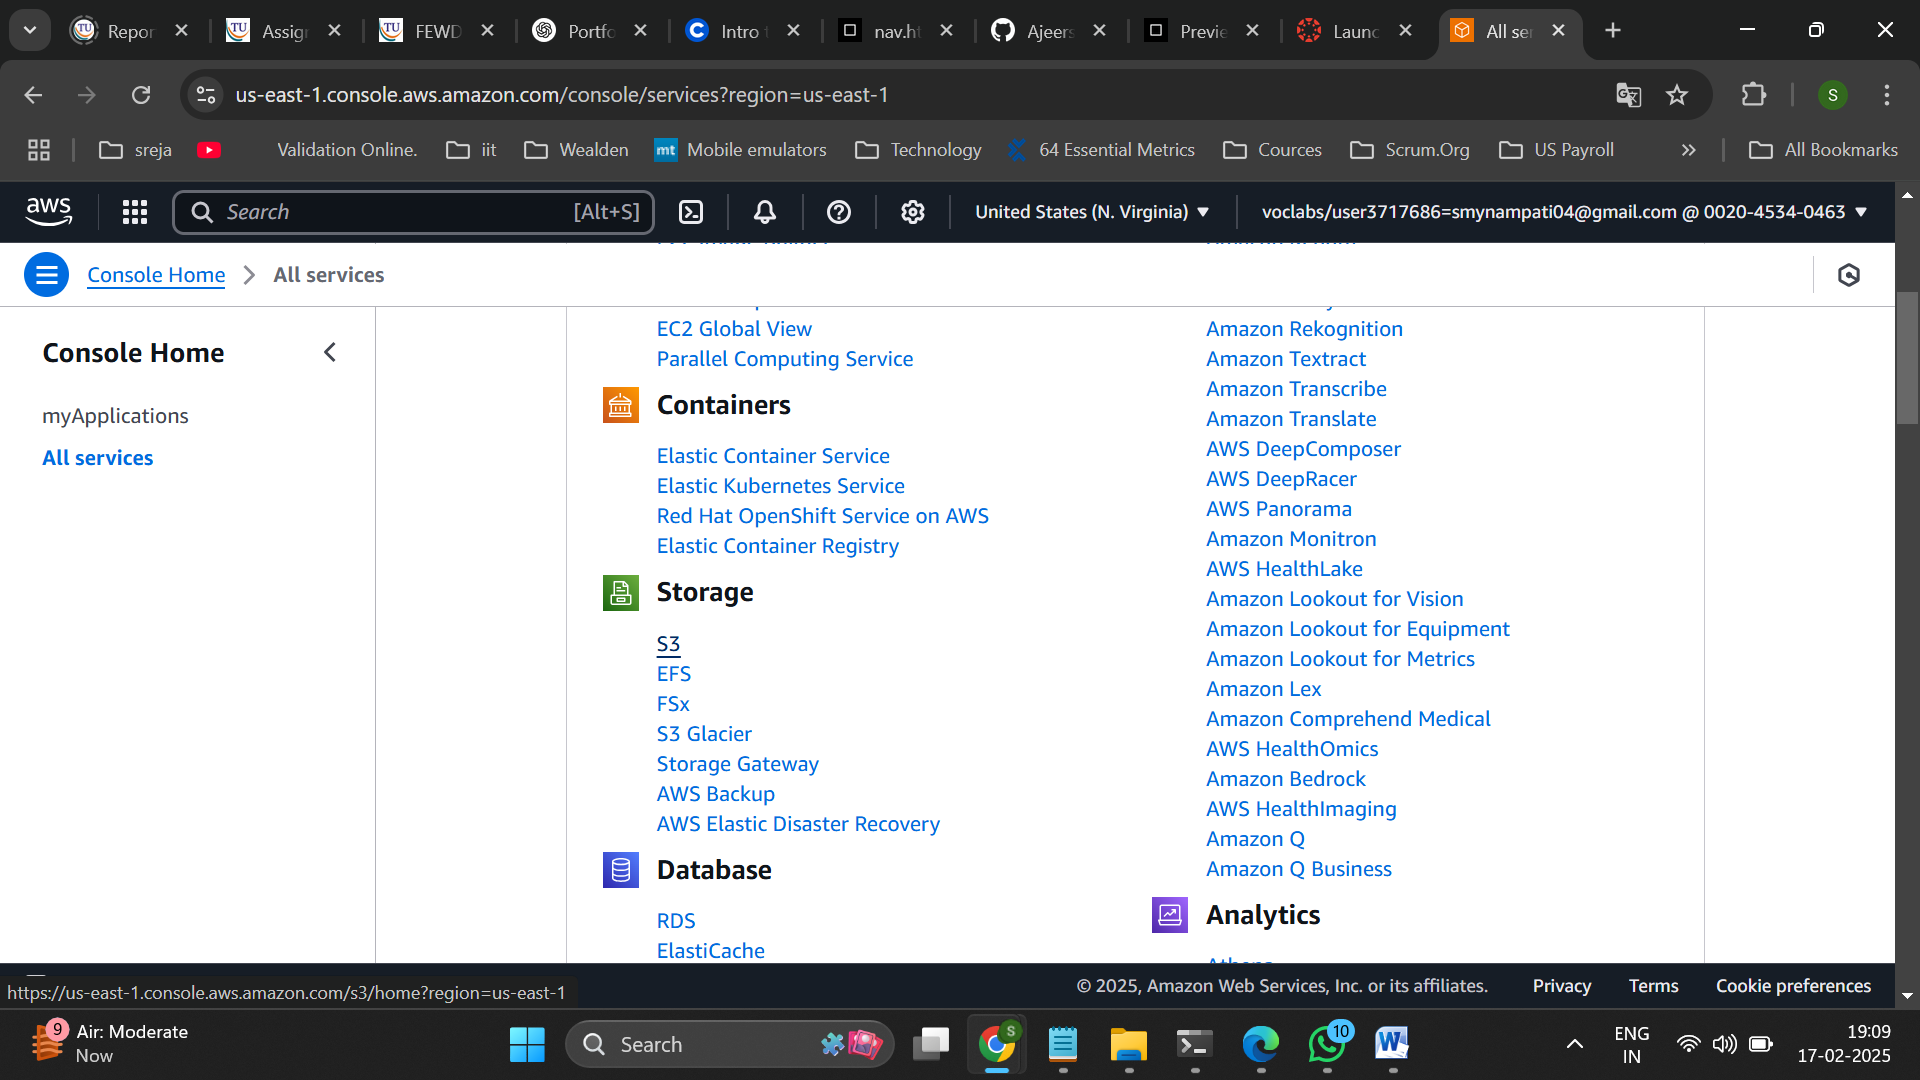 Repor
Assign
FEWD
Portfo
Intro t
nav.ht
Ajeers
Previe
Launc
All ser
us-east-1.console.aws.amazon.com/console/services?region=us-east-1
S
sreja
Validation Online.
iit
Wealden
mt Mobile emulators
Technology
64 Essential Metrics
Cources
Scrum.Org
US Payroll
»
All Bookmarks
aws
Search [Alt+S]
United States (N. Virginia)
voclabs/user3717686=smynampati04@gmail.com @ 0020-4534-0463
Console Home
All services
Console Home
myApplications
All services
EC2 Global View
Parallel Computing Service
Containers
Elastic Container Service
Elastic Kubernetes Service
Red Hat OpenShift Service on AWS
Elastic Container Registry
Storage
S3
EFS
FSx
S3 Glacier
Storage Gateway
AWS Backup
AWS Elastic Disaster Recovery
Database
RDS
ElastiCache
Amazon Rekognition
Amazon Textract
Amazon Transcribe
Amazon Translate
AWS DeepComposer
AWS DeepRacer
AWS Panorama
Amazon Monitron
AWS HealthLake
Amazon Lookout for Vision
Amazon Lookout for Equipment
Amazon Lookout for Metrics
Amazon Lex
Amazon Comprehend Medical
AWS HealthOmics
Amazon Bedrock
AWS HealthImaging
Amazon Q
Amazon Q Business
Analytics
https://us-east-1.console.aws.amazon.com/s3/home?region=us-east-1
© 2025, Amazon Web Services, Inc. or its affiliates.
Privacy
Terms
Cookie preferences
9
Air: Moderate
Now
Search
S
10
ENG
IN
19:09
17-02-2025